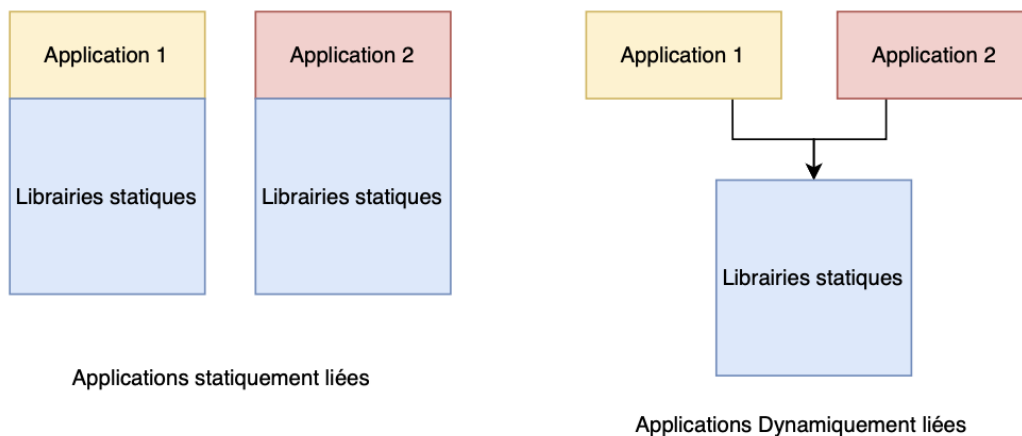 Application 1
Application 2
Librairies statiques
Librairies statiques
Applications statiquement liées
Application 1
Application 2
Librairies statiques
Applications Dynamiquement liées